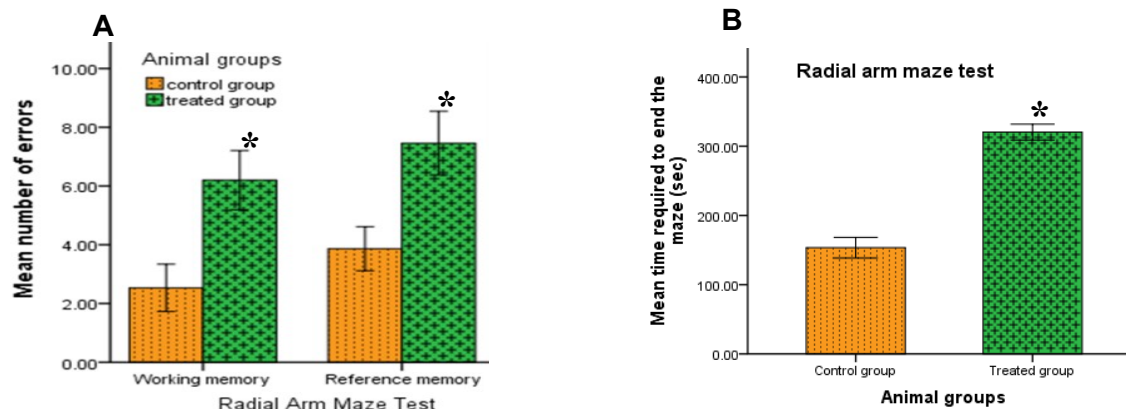 A
Animal groups
control group
treated group
Mean number of errors
10.00
8.00
6.00
4.00
2.00
0.00
*
*
Working memory
Reference memory
Radial Arm Maze Test
B
Radial arm maze test
Mean time required to end the
maze (sec)
400.00
300.00
200.00
100.00
0.00
*
Control group
Treated group
Animal groups